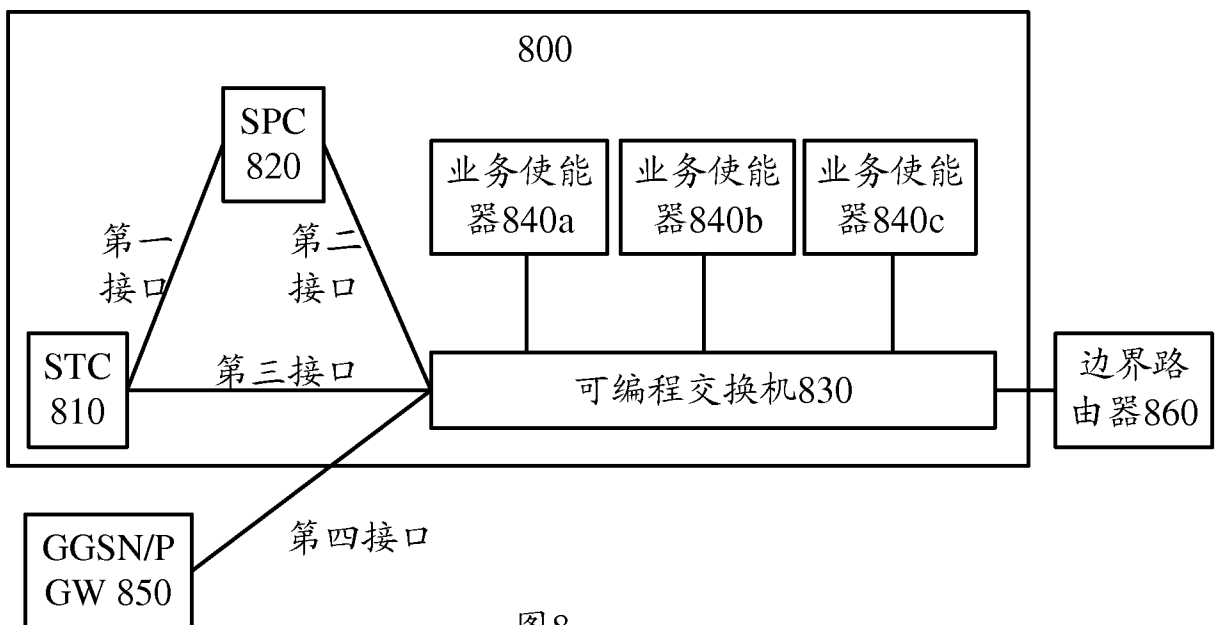 800
SPC
820
业务使能
器840a
业务使能
器840b
业务使能
器840c
第一
接口
第二
接口
STC
810
第三接口
可编程交换机830
边界路
由器860
第四接口
GGSN/P
GW 850
图8